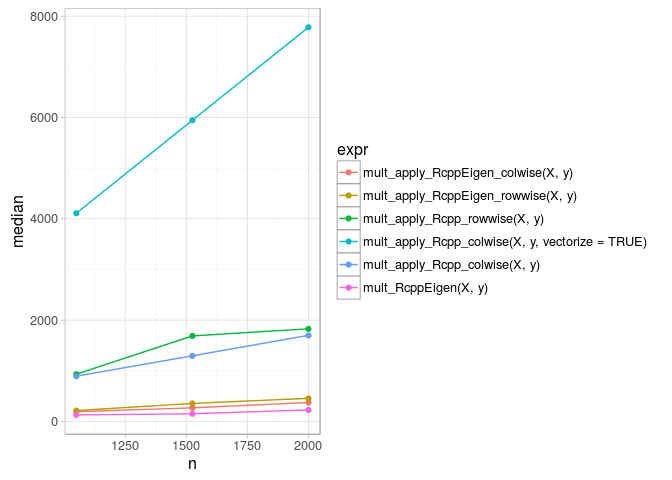 8000
6000
4000
2000
0
median
1250 1500 1750 2000
n
expr
mult_apply_RcppEigen_colwise(X, y)
mult_apply_RcppEigen_rowwise(X, y)
mult_apply_Rcpp_rowwise(X, y)
mult_apply_Rcpp_colwise(X, y, vectorize = TRUE)
mult_apply_Rcpp_colwise(X, y)
mult_RcppEigen(X, y)